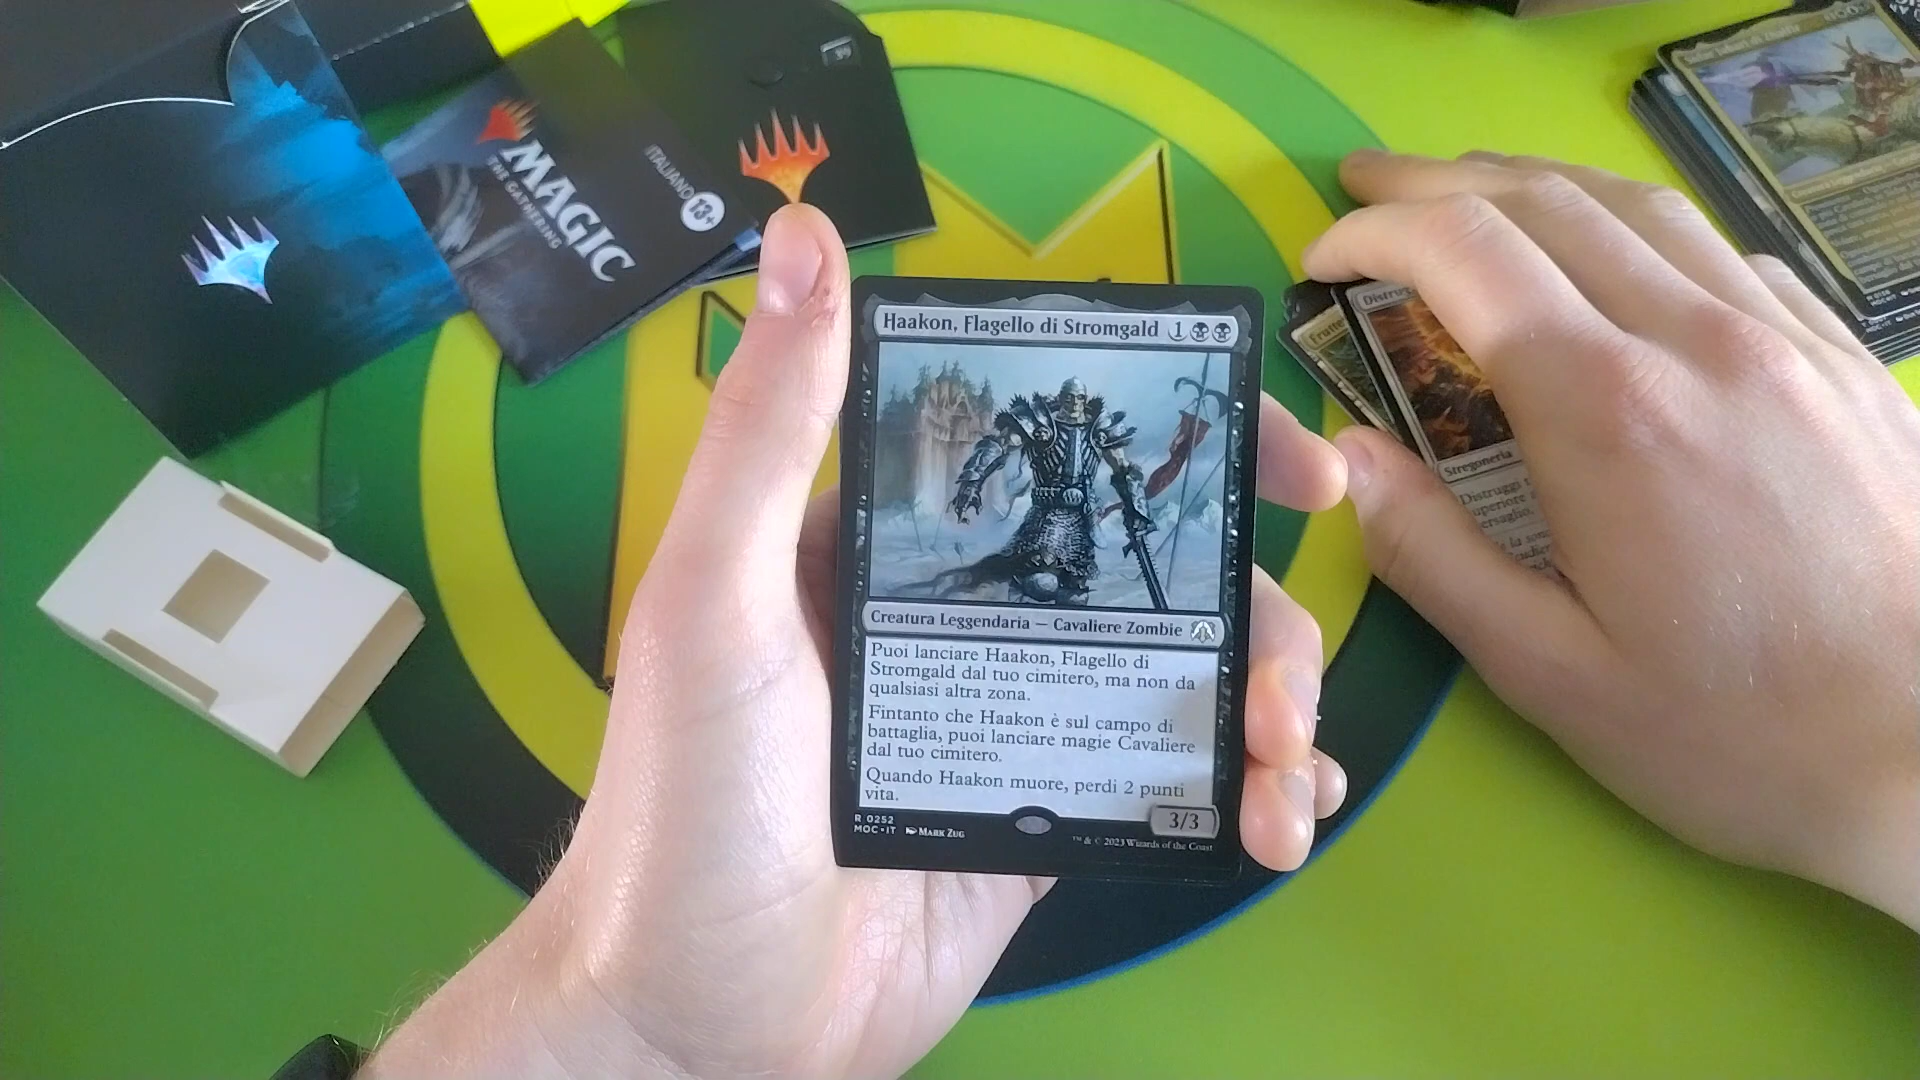 MAGIC
THE GATHERING
ITALIANO
13+
Haakon, Flagello di Stromgald 1
Creatura Leggendaria — Cavaliere Zombie
Puoi lanciare Haakon, Flagello di
Stromgald dal tuo cimitero, ma non da
qualsiasi altra zona.
Fintanto che Haakon è sul campo di
battaglia, puoi lanciare magie Cavaliere
dal tuo cimitero.
Quando Haakon muore, perdi 2 punti
vita.
3/3
R 0252
MOC • IT Mark Zug
™ & © 2023 Wizards of the Coast
Stregoneria
Distruggi